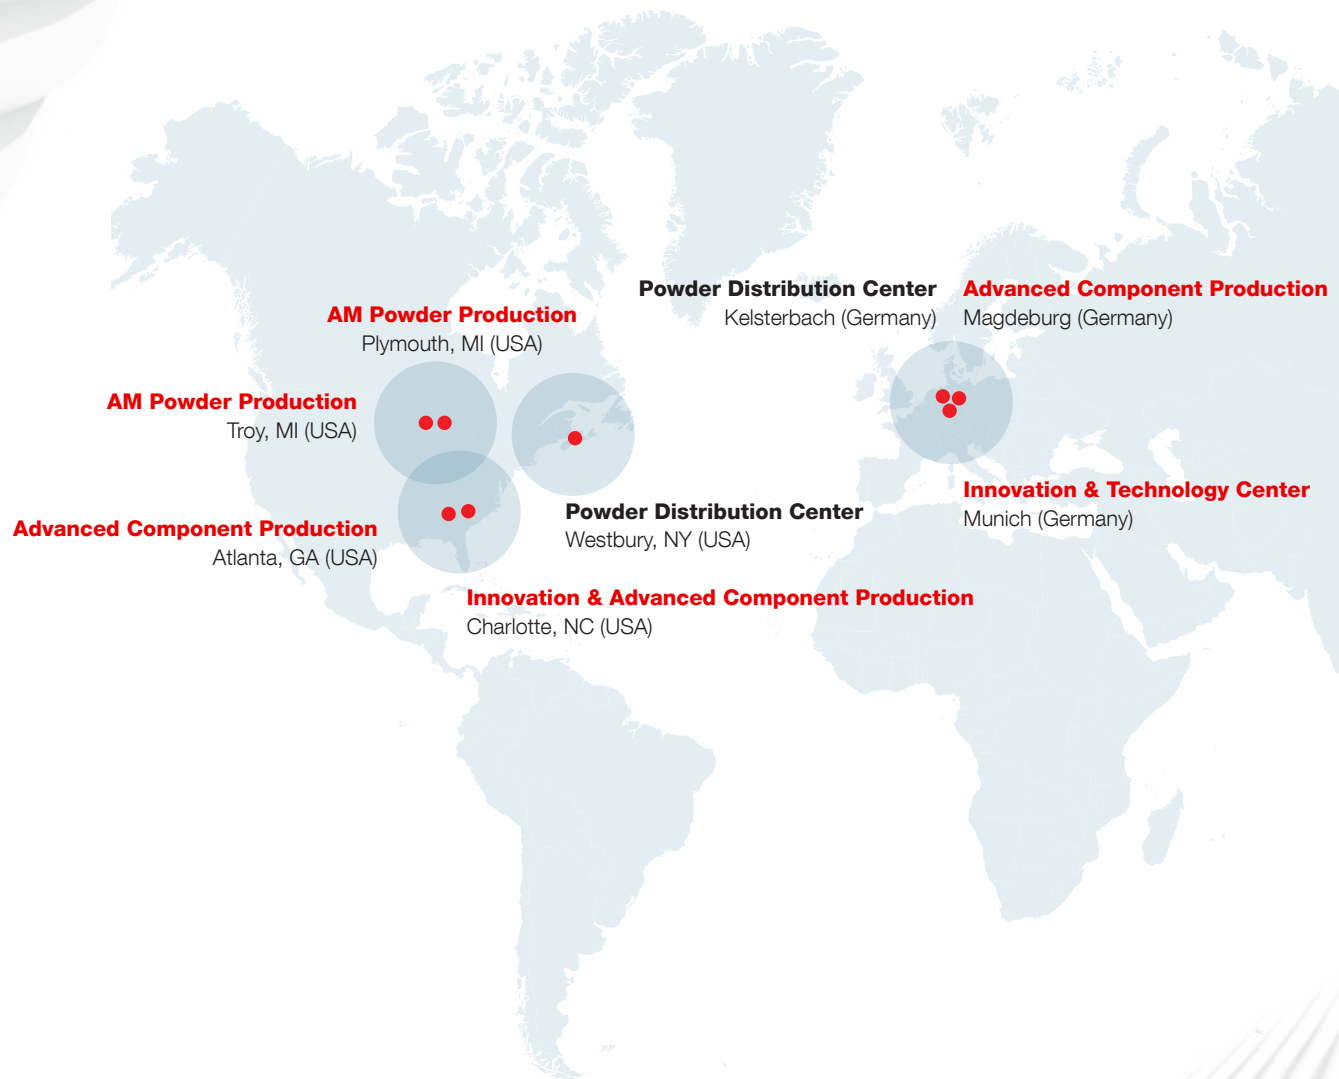 Powder Distribution Center
Kelsterbach (Germany)
Advanced Component Production
Magdeburg (Germany)
AM Powder Production
Plymouth, MI (USA)
AM Powder Production
Troy, MI (USA)
Innovation & Technology Center
Munich (Germany)
Powder Distribution Center
Westbury, NY (USA)
Advanced Component Production
Atlanta, GA (USA)
Innovation & Advanced Component Production
Charlotte, NC (USA)